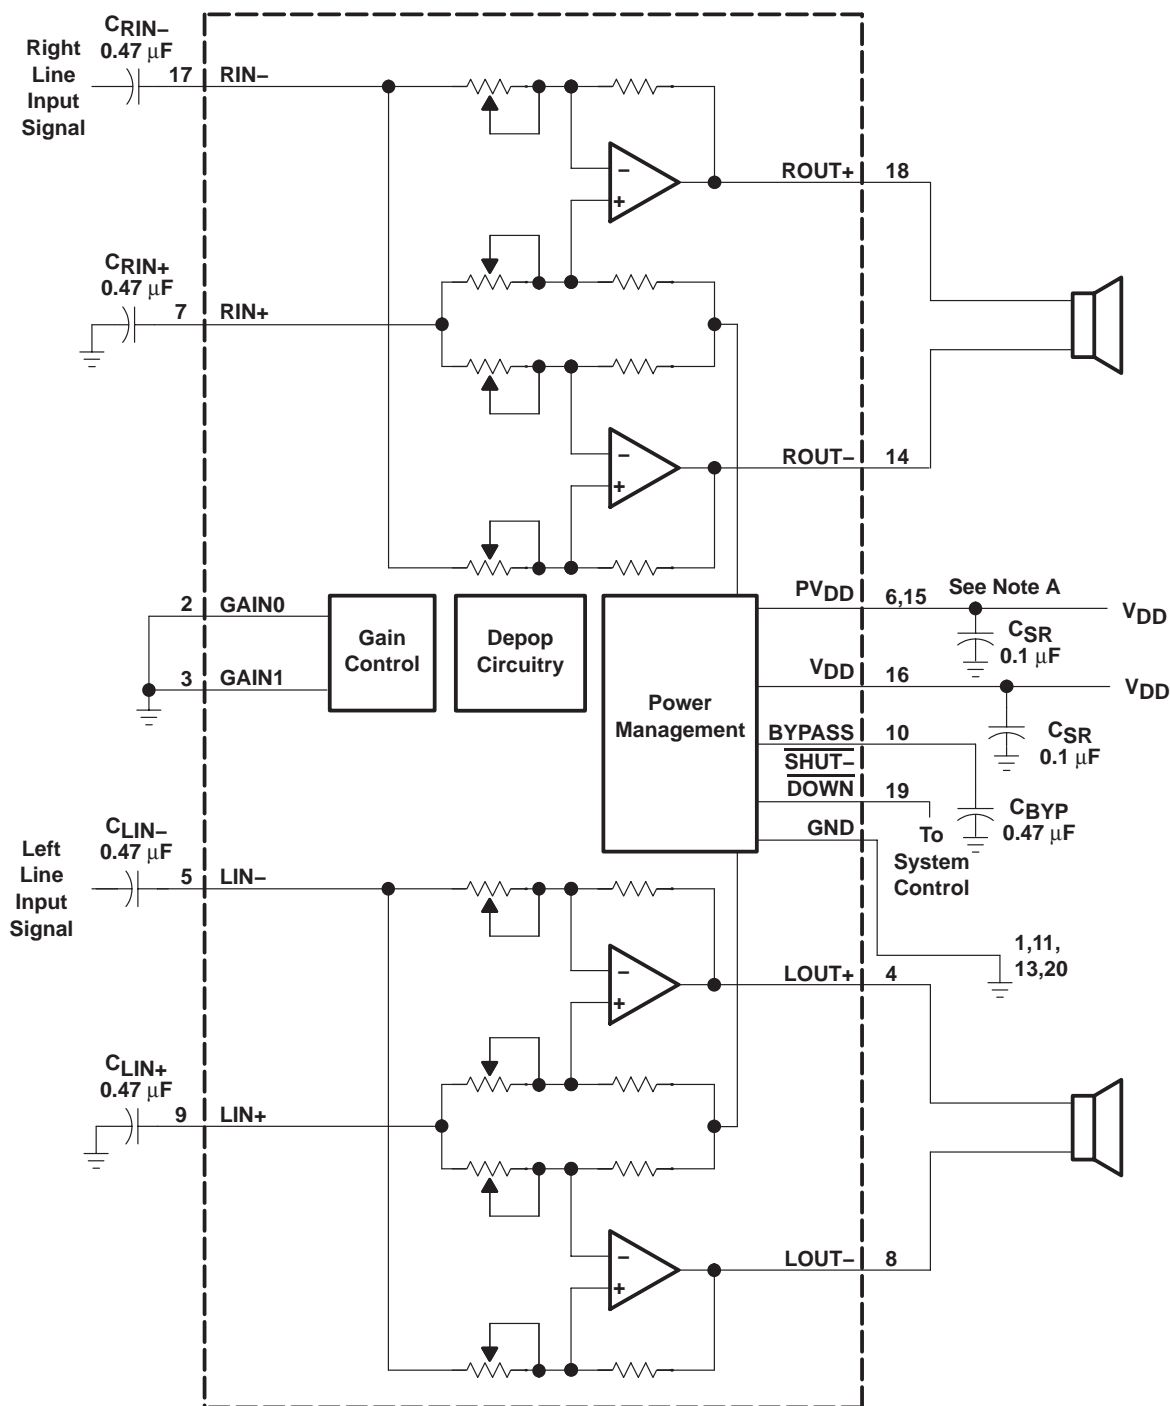 CRIN−
0.47 μF
Right
Line
Input
Signal
17
RIN−
−
+
ROUT+
18
CRIN+
0.47 μF
7
RIN+
−
+
ROUT−
14
2
GAIN0
3
GAIN1
Gain
Control
Depop
Circuitry
Power
Management
PVDD
6,15
See Note A
VDD
CSR
0.1 μF
VDD
16
VDD
CSR
0.1 μF
BYPASS
10
SHUT−
DOWN
19
CBYP
0.47 μF
GND
To
System
Control
1,11,
13,20
CLIN−
0.47 μF
Left
Line
Input
Signal
5
LIN−
−
+
LOUT+
4
CLIN+
0.47 μF
9
LIN+
−
+
LOUT−
8